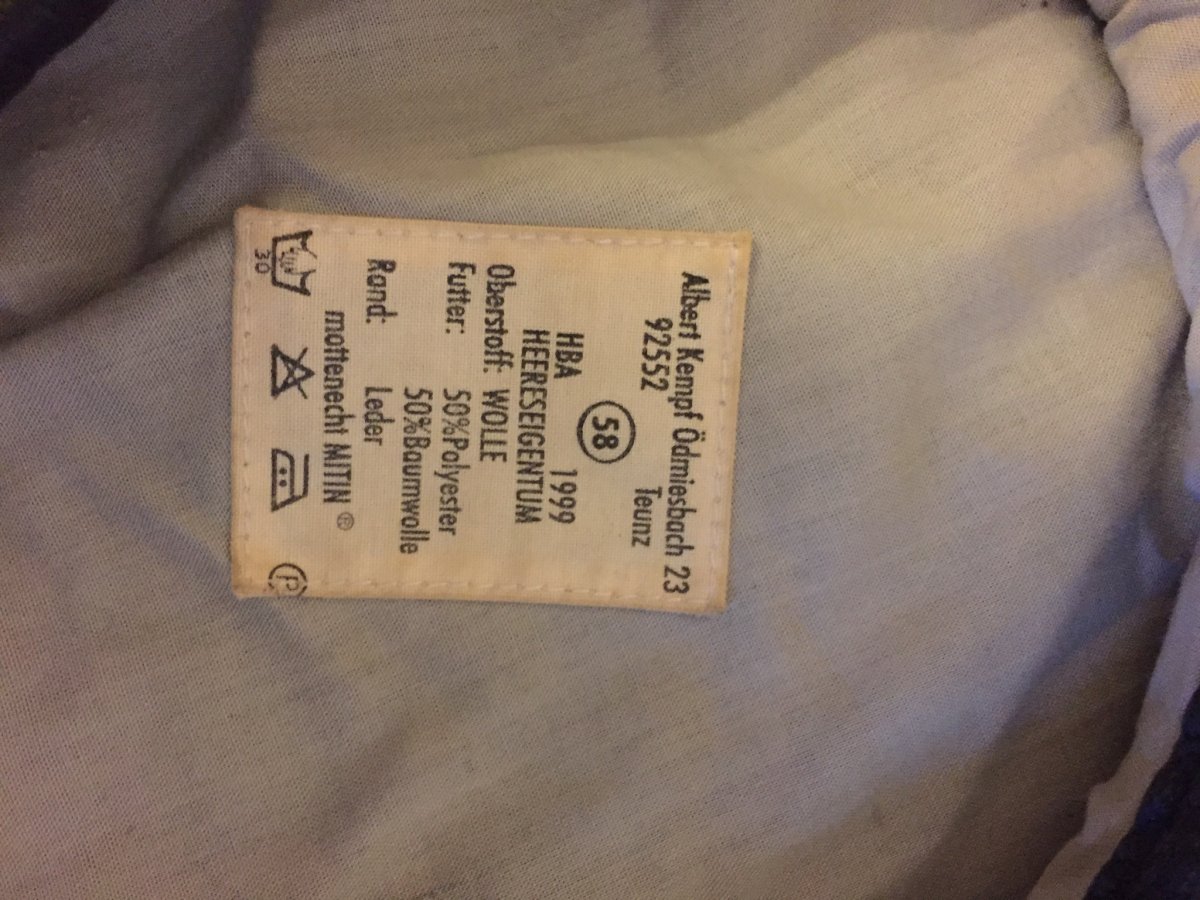 Albert Kempf Ödmiesbach 23
92552 Teunz
58
HBA 1999
HEERESEIGENTUM
Oberstoff: WOLLE
Futter: 50%Polyester
50%Baumwolle
Rand: Leder
mottenecht MITIN ®
30 P